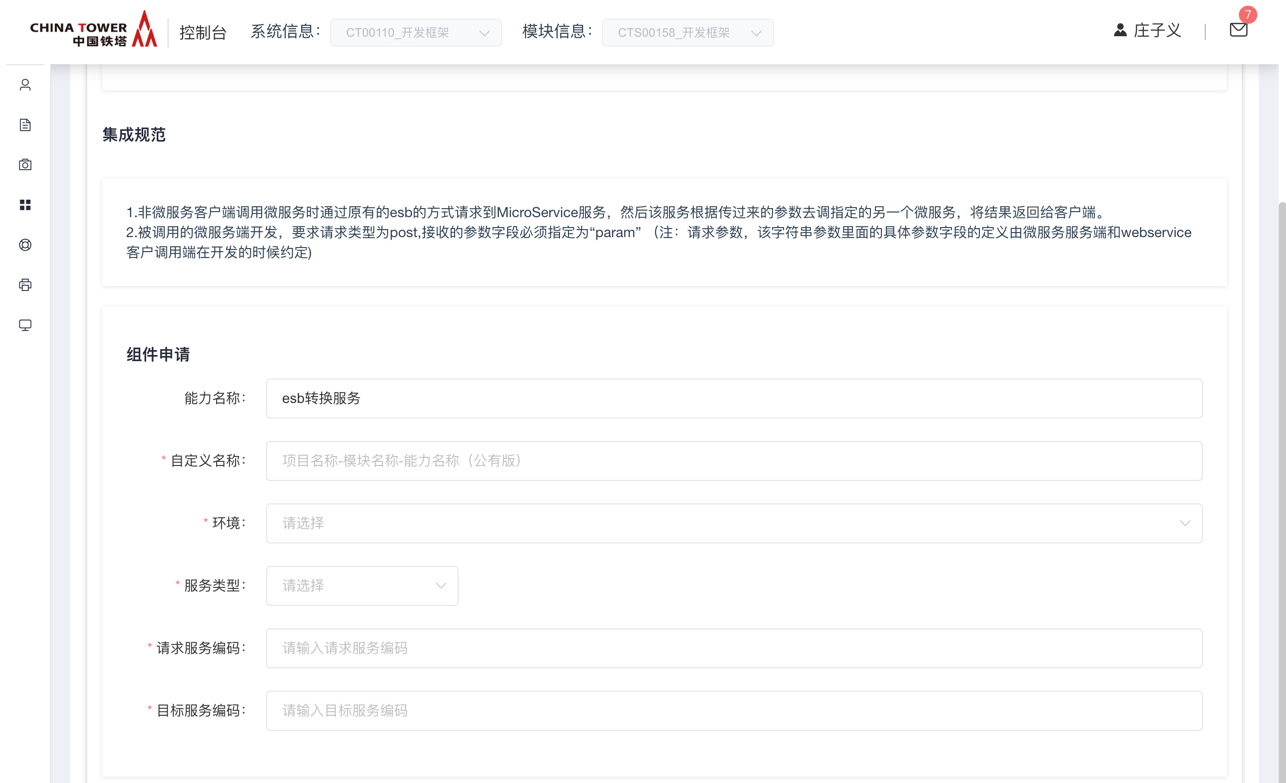 CHINA TOWER
中国铁塔
控制台
系统信息：
CT00110_开发框架
模块信息：
CTS00158_开发框架
庄子义
7
集成规范
1.非微服务客户端调用微服务时通过原有的esb的方式请求到MicroService服务，然后该服务根据传过来的参数去调指定的另一个微服务，将结果返回给客户端。
2.被调用的微服务端开发，要求请求类型为post,接收的参数字段必须指定为“param”（注：请求参数，该字符串参数里面的具体参数字段的定义由微服务服务端和webservice
客户调用端在开发的时候约定)
组件申请
能力名称：
esb转换服务
* 自定义名称：
项目名称-模块名称-能力名称（公有版）
* 环境：
请选择
* 服务类型：
请选择
* 请求服务编码：
请输入请求服务编码
* 目标服务编码：
请输入目标服务编码